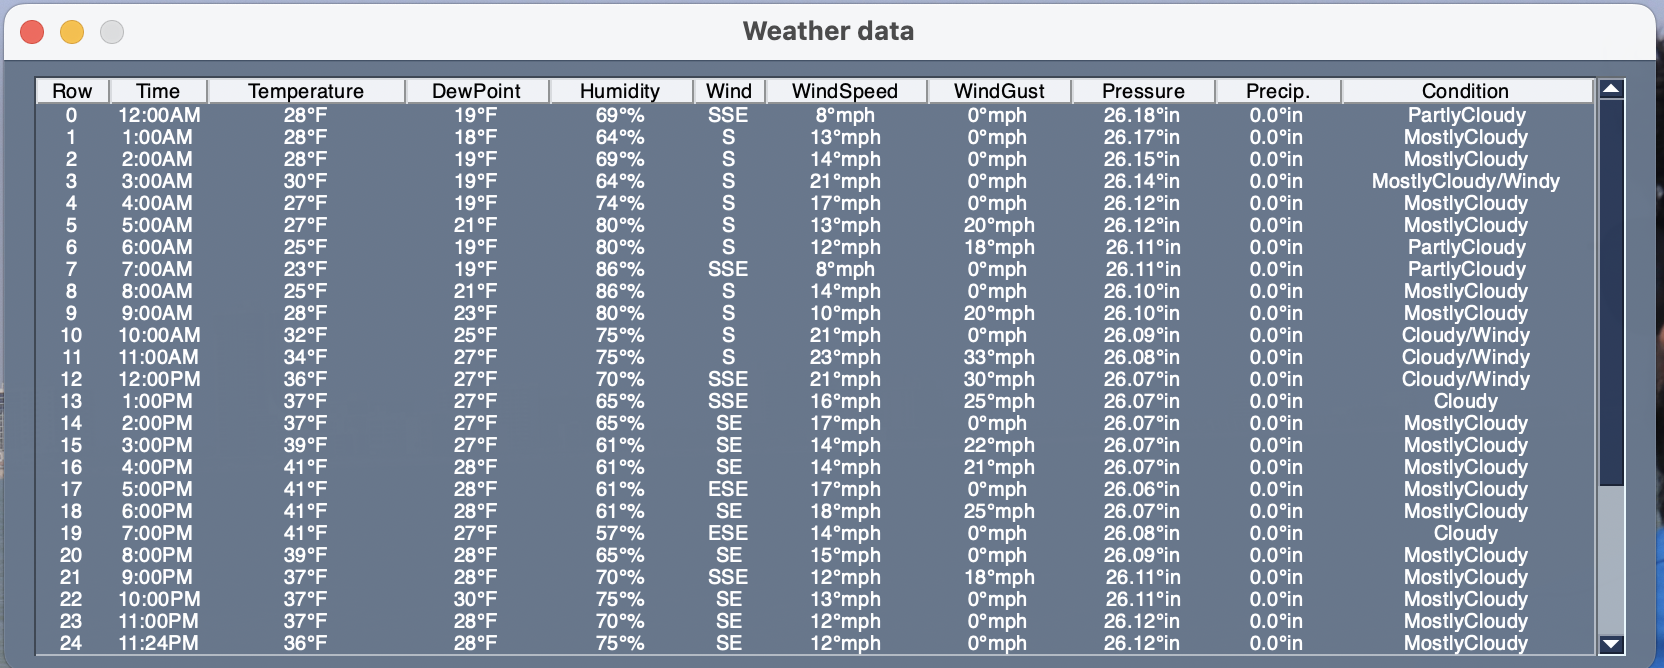 Weather data
Row Time Temperature DewPoint Humidity Wind WindSpeed WindGust Pressure Precip. Condition
0 12:00AM 28°F 19°F 69°% SSE 8°mph 0°mph 26.18°in 0.0°in PartlyCloudy
1 1:00AM 28°F 18°F 64°% S 13°mph 0°mph 26.17°in 0.0°in MostlyCloudy
2 2:00AM 28°F 19°F 69°% S 14°mph 0°mph 26.15°in 0.0°in MostlyCloudy
3 3:00AM 30°F 19°F 64°% S 21°mph 0°mph 26.14°in 0.0°in MostlyCloudy/Windy
4 4:00AM 27°F 19°F 74°% S 17°mph 0°mph 26.12°in 0.0°in MostlyCloudy
5 5:00AM 27°F 21°F 80°% S 13°mph 20°mph 26.12°in 0.0°in MostlyCloudy
6 6:00AM 25°F 19°F 80°% S 12°mph 18°mph 26.11°in 0.0°in PartlyCloudy
7 7:00AM 23°F 19°F 86°% SSE 8°mph 0°mph 26.11°in 0.0°in PartlyCloudy
8 8:00AM 25°F 21°F 86°% S 14°mph 0°mph 26.10°in 0.0°in MostlyCloudy
9 9:00AM 28°F 23°F 80°% S 10°mph 20°mph 26.10°in 0.0°in MostlyCloudy
10 10:00AM 32°F 25°F 75°% S 21°mph 0°mph 26.09°in 0.0°in Cloudy/Windy
11 11:00AM 34°F 27°F 75°% S 23°mph 33°mph 26.08°in 0.0°in Cloudy/Windy
12 12:00PM 36°F 27°F 70°% SSE 21°mph 30°mph 26.07°in 0.0°in Cloudy/Windy
13 1:00PM 37°F 27°F 65°% SSE 16°mph 25°mph 26.07°in 0.0°in Cloudy
14 2:00PM 37°F 27°F 65°% SE 17°mph 0°mph 26.07°in 0.0°in MostlyCloudy
15 3:00PM 39°F 27°F 61°% SE 14°mph 22°mph 26.07°in 0.0°in MostlyCloudy
16 4:00PM 41°F 28°F 61°% SE 14°mph 21°mph 26.07°in 0.0°in MostlyCloudy
17 5:00PM 41°F 28°F 61°% ESE 17°mph 0°mph 26.06°in 0.0°in MostlyCloudy
18 6:00PM 41°F 28°F 61°% SE 18°mph 25°mph 26.07°in 0.0°in MostlyCloudy
19 7:00PM 41°F 28°F 57°% ESE 14°mph 0°mph 26.08°in 0.0°in Cloudy
20 8:00PM 39°F 28°F 65°% SE 15°mph 0°mph 26.09°in 0.0°in MostlyCloudy
21 9:00PM 37°F 28°F 70°% SSE 12°mph 18°mph 26.11°in 0.0°in MostlyCloudy
22 10:00PM 37°F 30°F 75°% SE 13°mph 0°mph 26.11°in 0.0°in MostlyCloudy
23 11:00PM 37°F 28°F 70°% SE 12°mph 0°mph 26.12°in 0.0°in MostlyCloudy
24 11:24PM 36°F 28°F 75°% SE 12°mph 0°mph 26.12°in 0.0°in MostlyCloudy